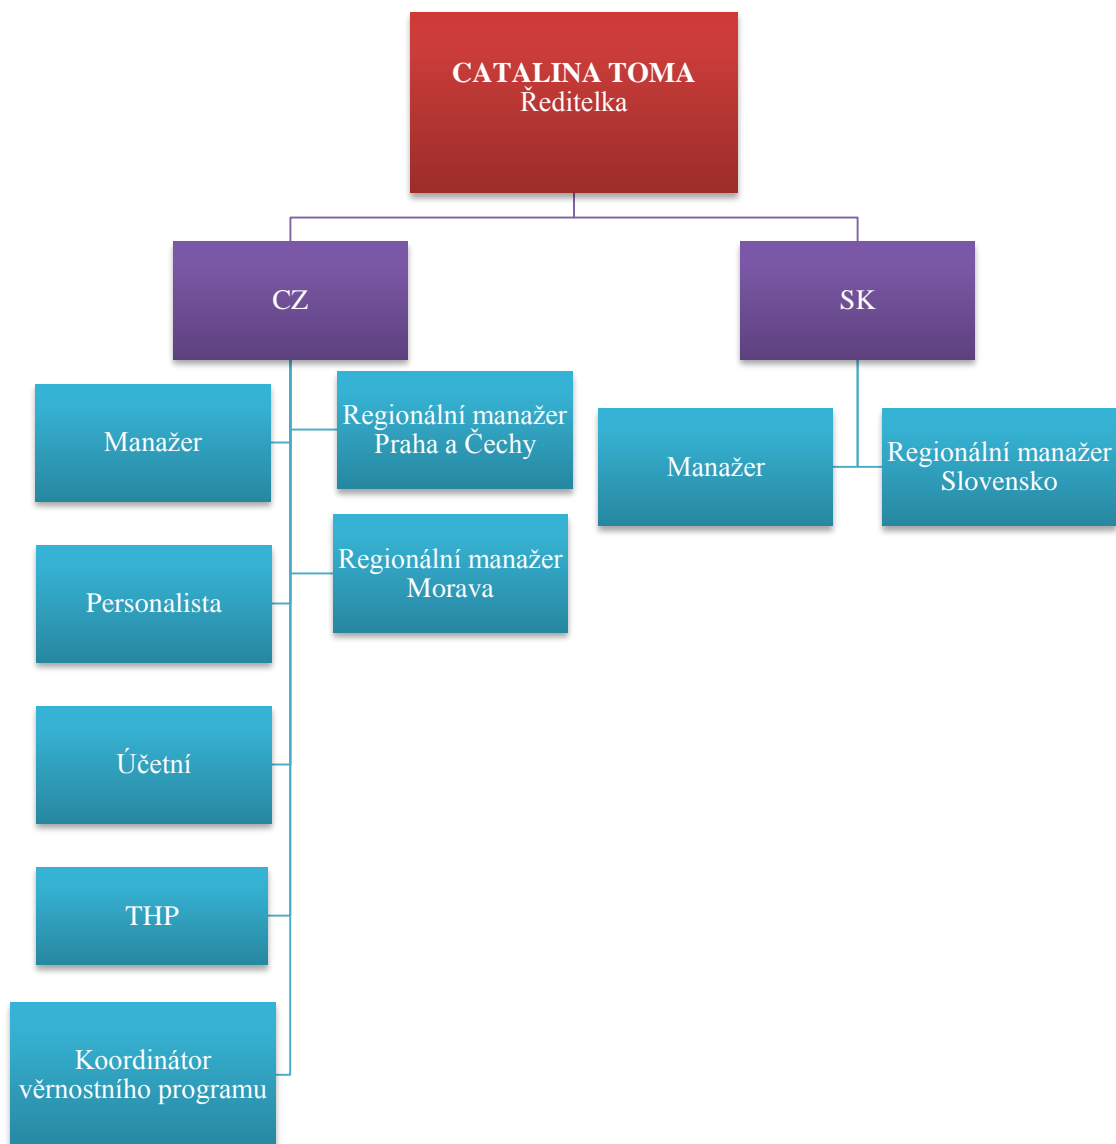 CATALINA TOMA
Ředitelka
CZ
SK
Manažer
Regionální manažer
Praha a Čechy
Manažer
Regionální manažer
Slovensko
Personalista
Regionální manažer
Morava
Účetní
THP
Koordinátor
věrnostního programu